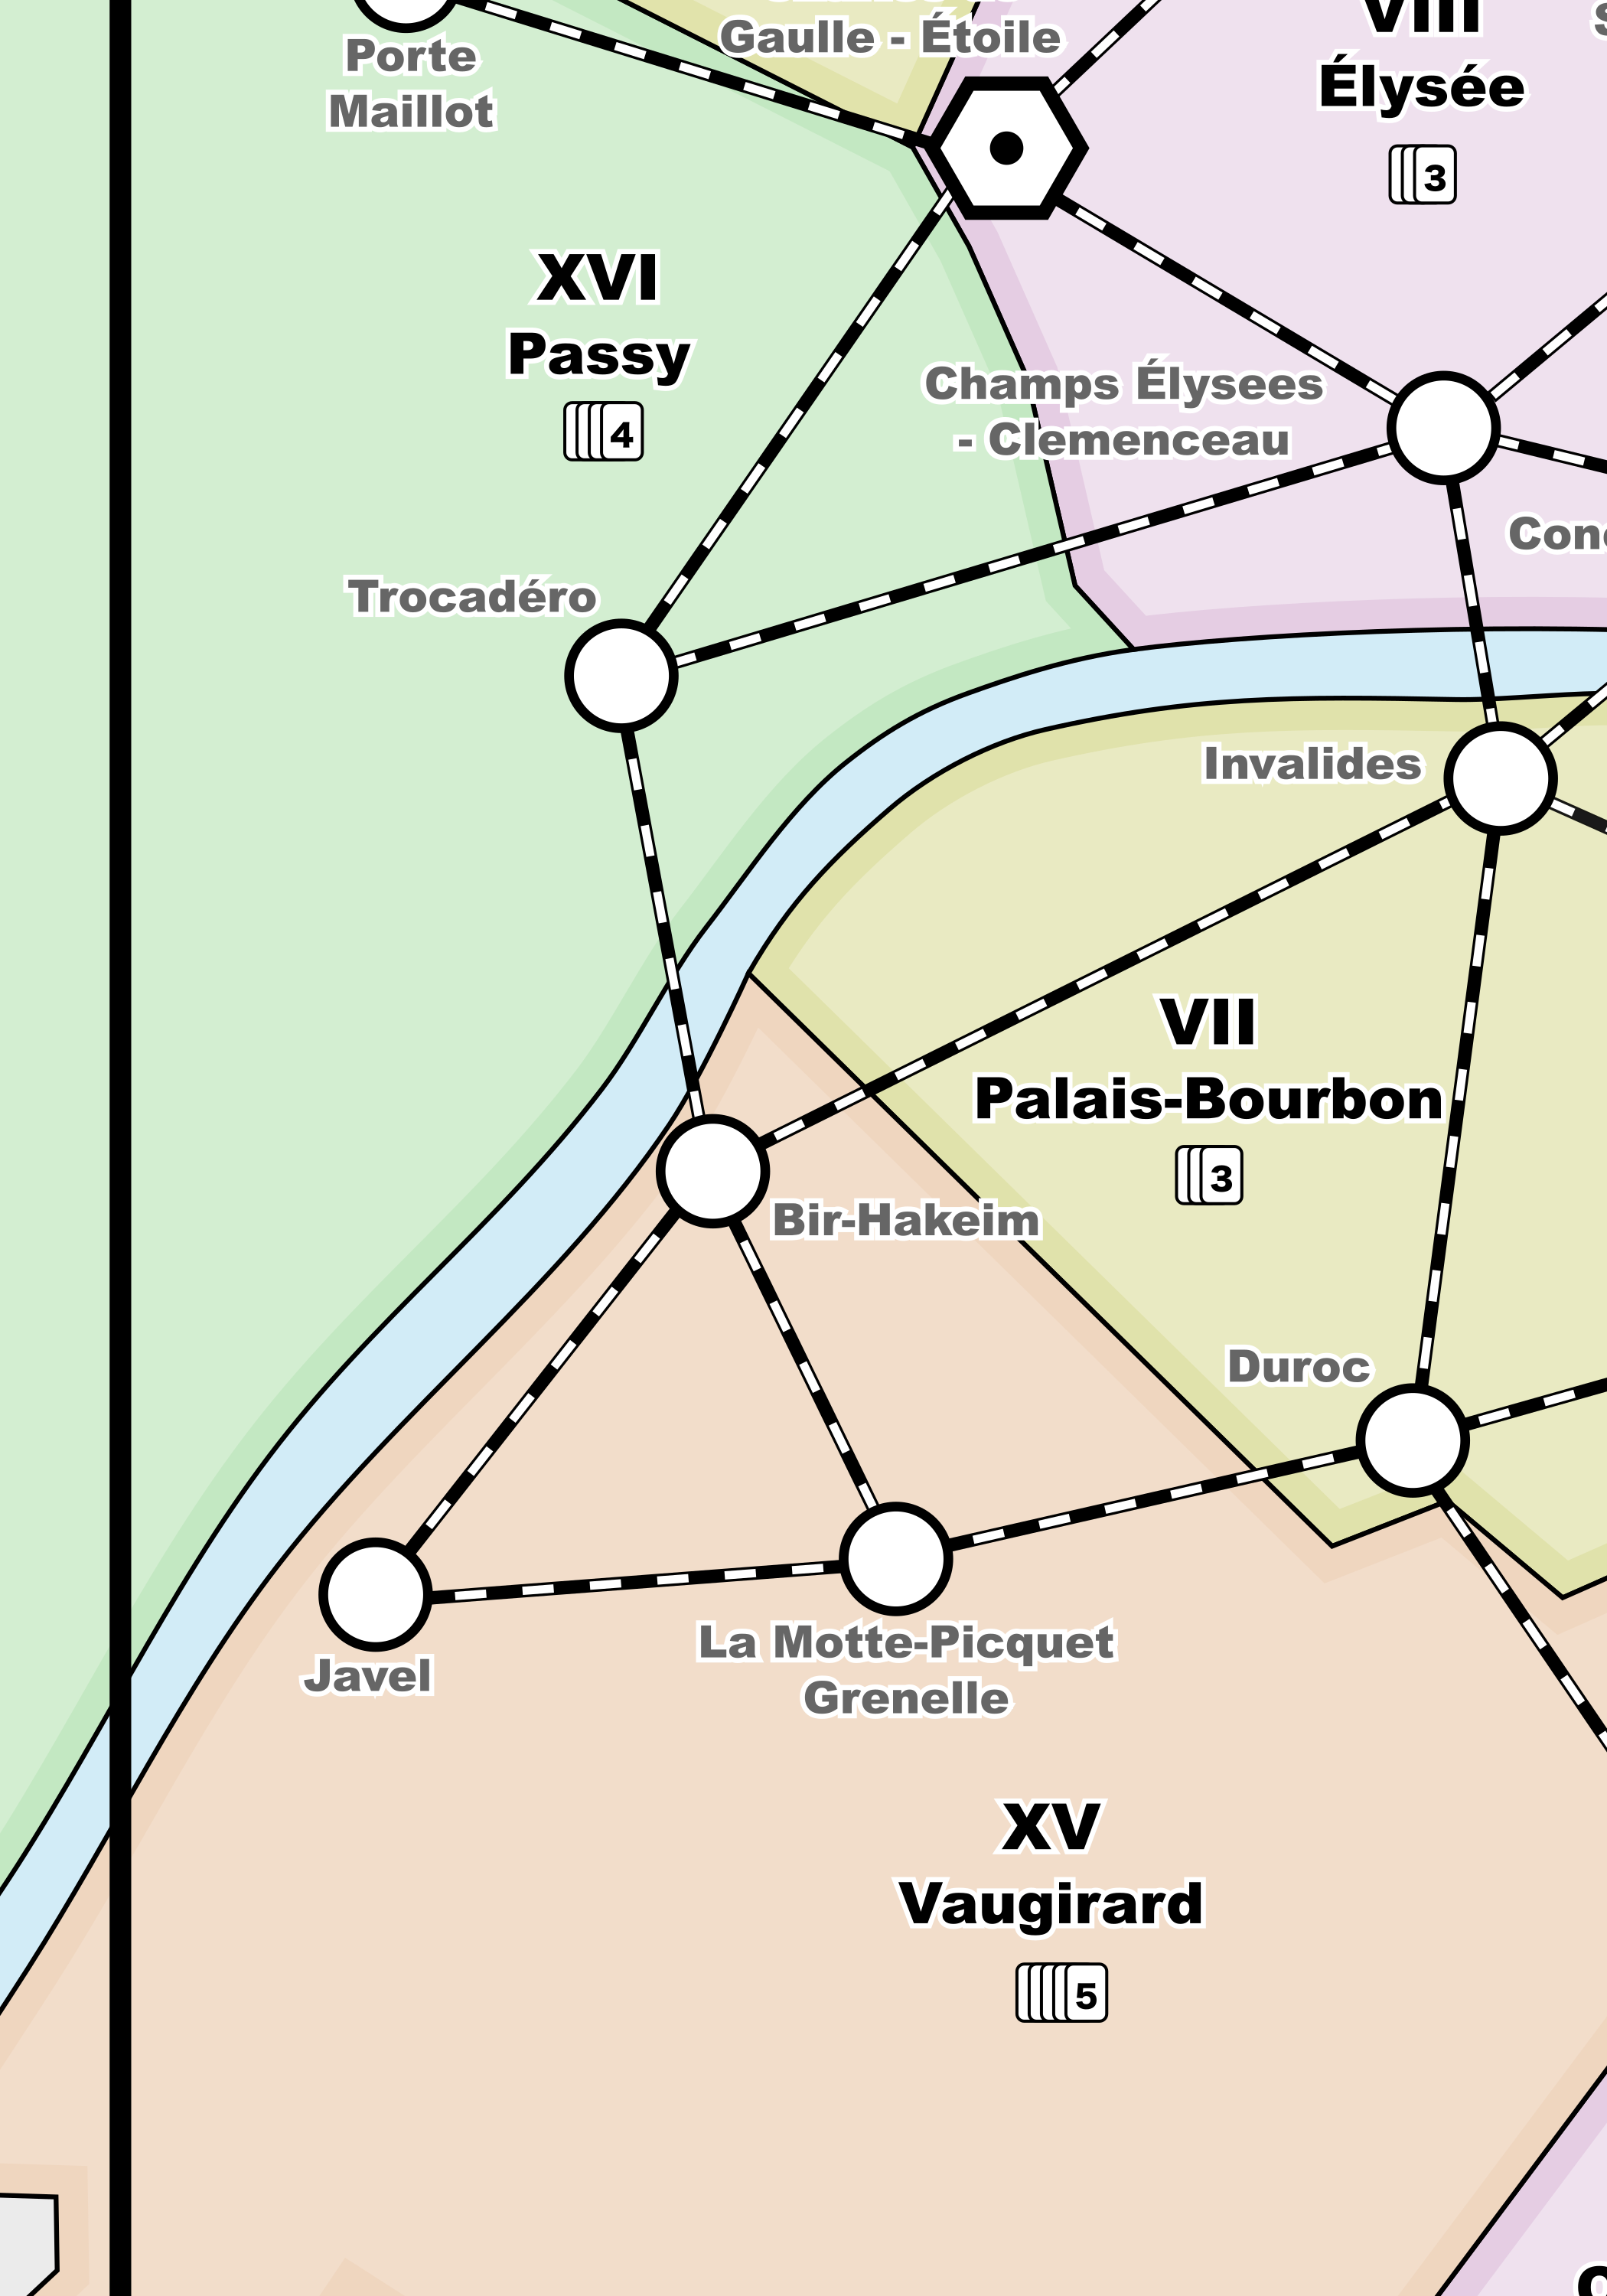 Gaulle - Étoile
VIII
Élysée
3
Porte
Maillot
XVI
Passy
4
Champs Élysees
- Clemenceau
Trocadéro
Invalides
VII
Palais-Bourbon
3
Bir-Hakeim
Duroc
La Motte-Picquet
Grenelle
Javel
XV
Vaugirard
5